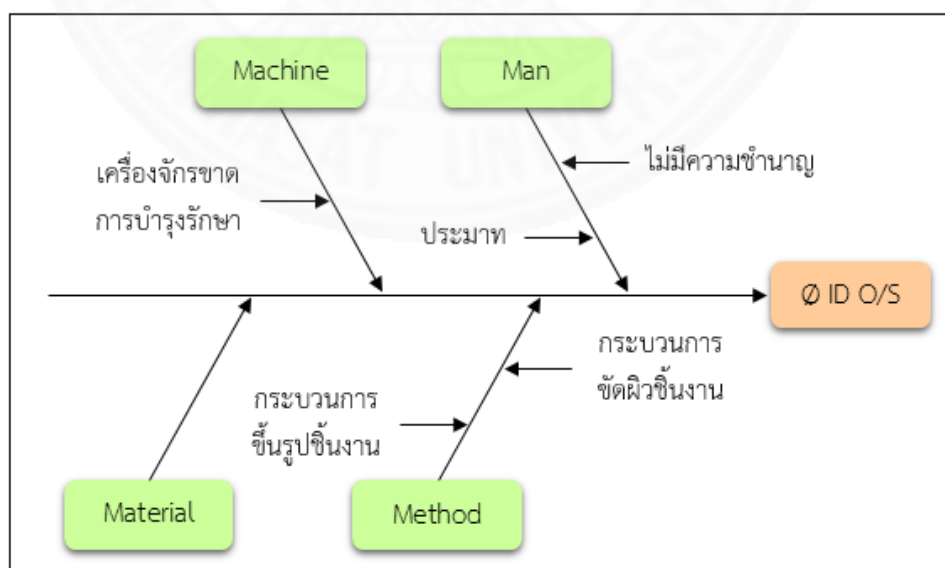 Machine
Man
เครื่องจักรขาด
การบำรุงรักษา
ไม่มีความชำนาญ
ประมาท
Ø ID O/S
กระบวนการ
ขัดผิวชิ้นงาน
กระบวนการ
ขึ้นรูปชิ้นงาน
Material
Method